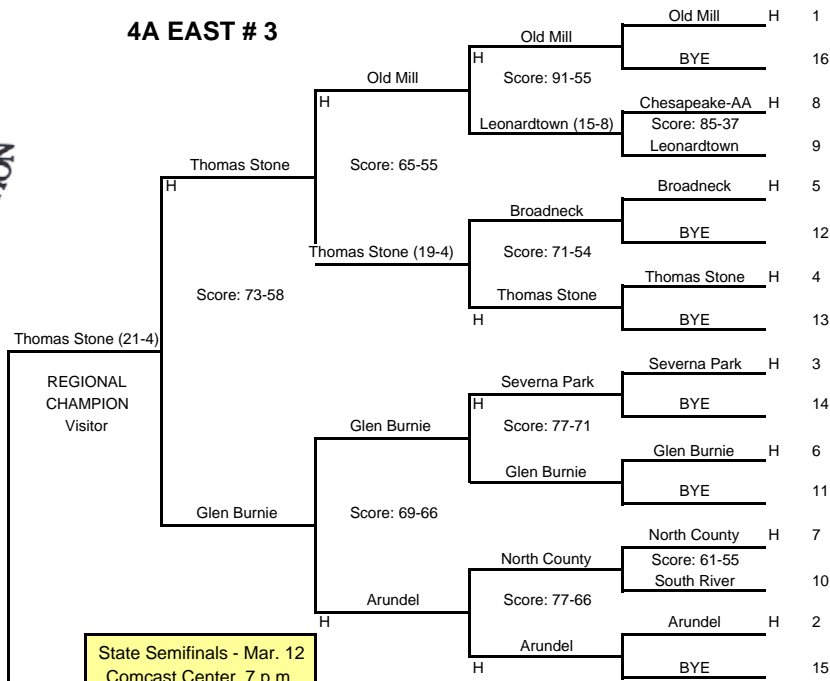 4A EAST # 3
Old Mill H 1
Old Mill
H
BYE 16
Score: 91-55
Old Mill
H
Chesapeake-AA H 8
Leonardtown (15-8)
Score: 85-37
Leonardtown 9
Thomas Stone
H
Score: 65-55
Broadneck H 5
Broadneck
BYE 12
Thomas Stone (19-4)
Score: 71-54
Thomas Stone H 4
Score: 73-58
Thomas Stone
H
BYE 13
Thomas Stone (21-4)
REGIONAL
CHAMPION
Visitor
Severna Park H 3
Severna Park
H
BYE 14
Glen Burnie
Score: 77-71
Glen Burnie H 6
Glen Burnie
BYE 11
Glen Burnie
Score: 69-66
North County H 7
North County
Score: 61-55
South River 10
Arundel
H
Score: 77-66
Arundel H 2
Arundel
H
BYE 15
State Semifinals - Mar. 12
Comcast Center, 7 p.m.